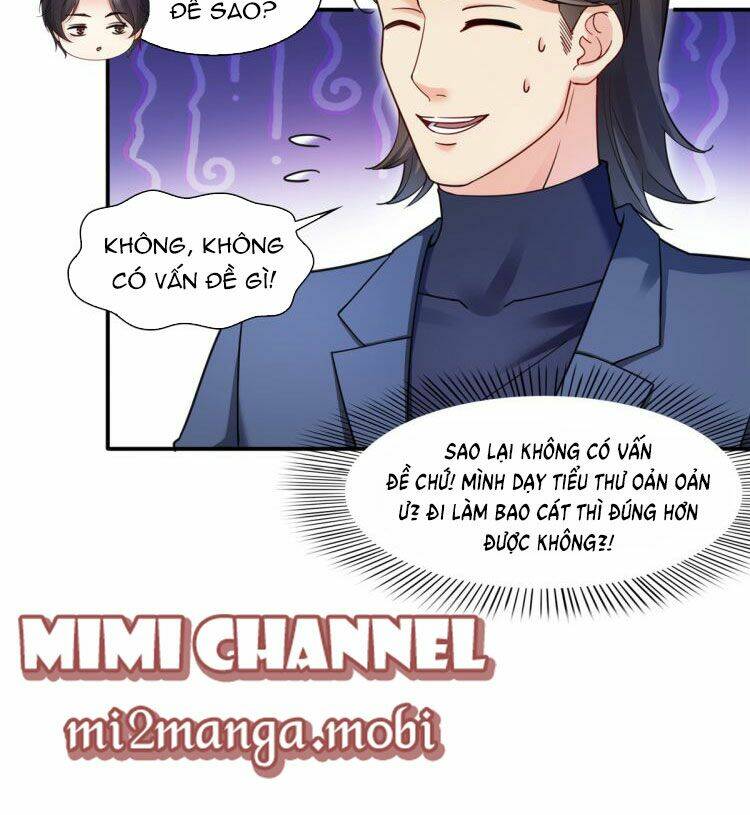 ĐỀ SAO?
KHÔNG, KHÔNG
CÓ VẤN ĐỀ GÌ!
SAO LẠI KHÔNG CÓ VẤN
ĐỀ CHỨ! MÌNH DẠY TIỂU THƯ OẢN OẢN
Ư? ĐI LÀM BAO CÁT THÌ ĐÚNG HƠN
ĐƯỢC KHÔNG?!
MIMI CHANNEL
mi2manga.mobi